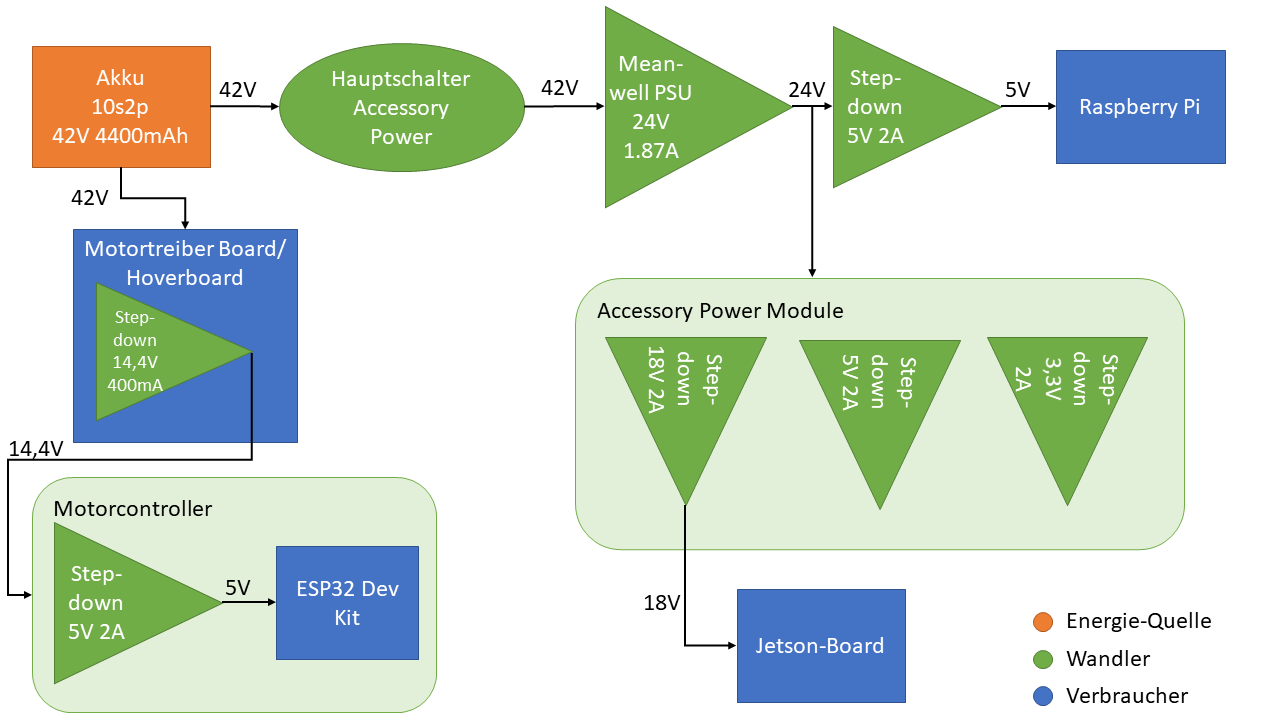 Akku
10s2p
42V 4400mAh
42V
Hauptschalter
Accessory
Power
42V
Mean-
well PSU
24V
1.87A
24V
Step-
down
5V 2A
5V
Raspberry Pi
42V
Motortreiber Board/
Hoverboard
Step-
down
14,4V
400mA
14,4V
Motorcontroller
Step-
down
5V 2A
5V
ESP32 Dev
Kit
Accessory Power Module
Step-
down
18V 2A
Step-
down
5V 2A
Step-
down
3,3V
2A
18V
Jetson-Board
Energie-Quelle
Wandler
Verbraucher